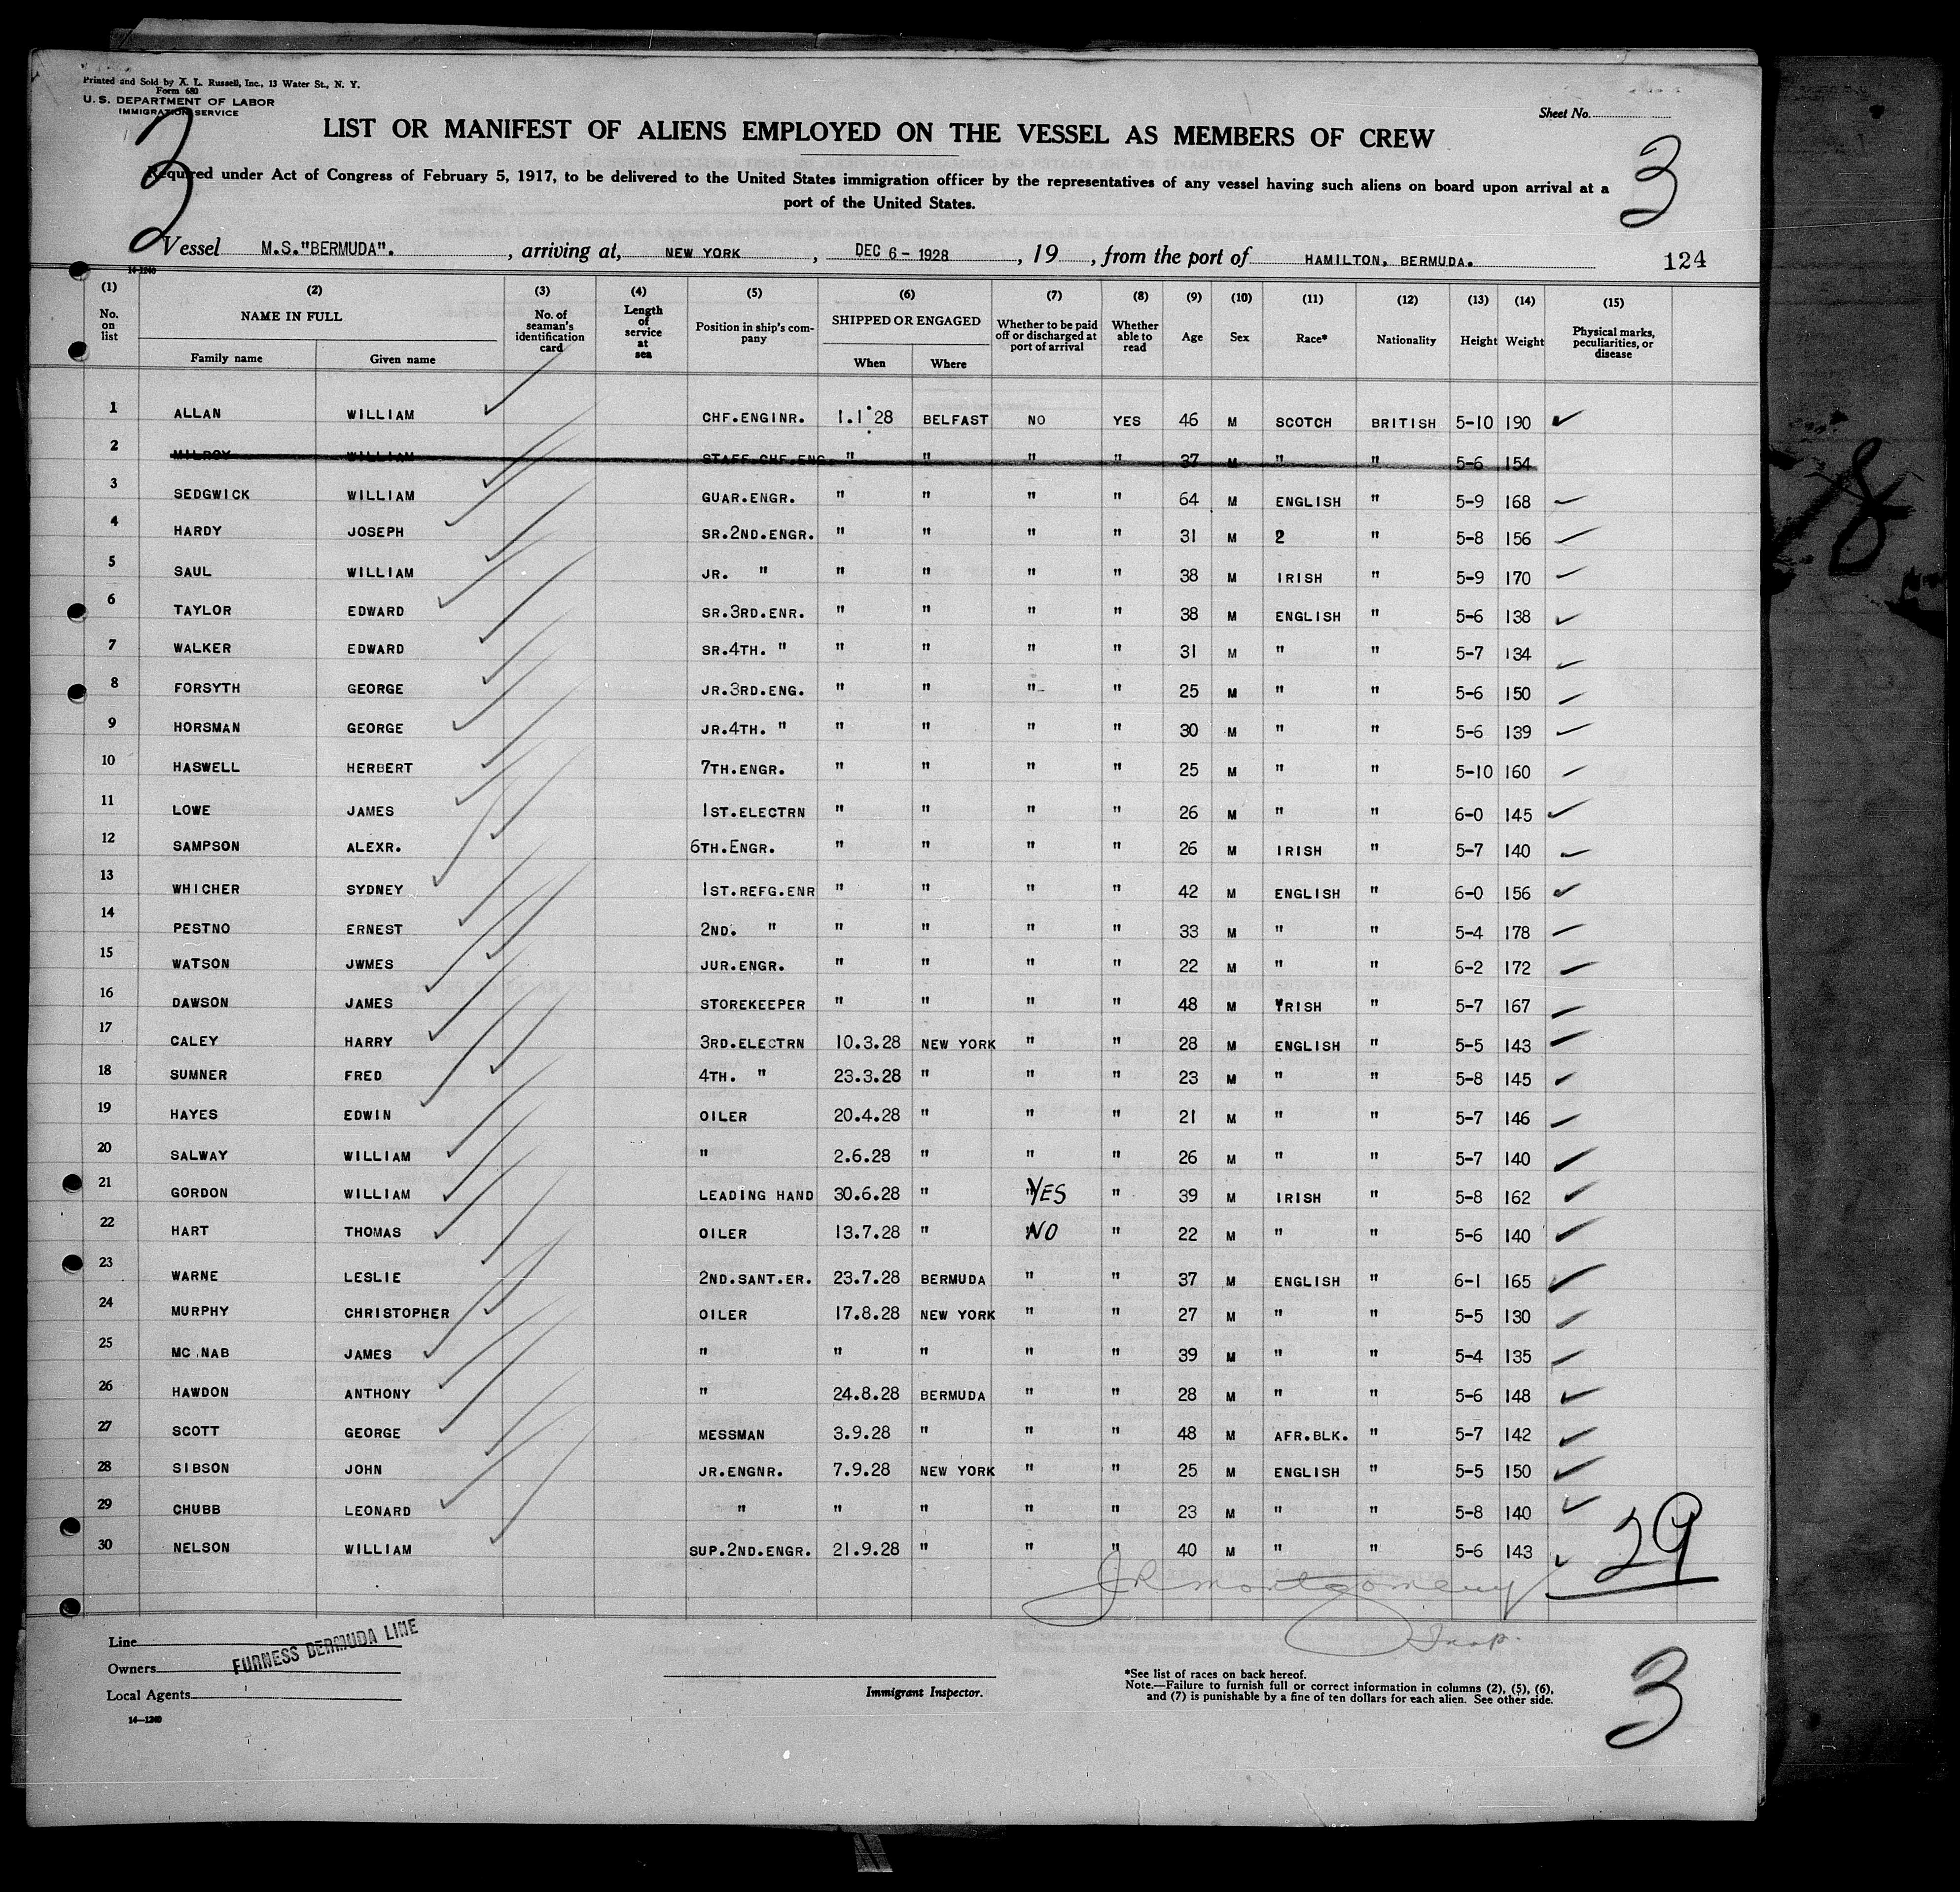 Printed and Sold by A. L. Russell, Inc., 13 Water St., N. Y.
Form 680
U. S. DEPARTMENT OF LABOR
IMMIGRATION SERVICE
Sheet No.
3
3
LIST OR MANIFEST OF ALIENS EMPLOYED ON THE VESSEL AS MEMBERS OF CREW
Required under Act of Congress of February 5, 1917, to be delivered to the United States immigration officer by the representatives of any vessel having such aliens on board upon arrival at a
port of the United States.
Vessel M.S."BERMUDA". , arriving at, NEW YORK , DEC 6 - 1928 , 19 , from the port of HAMILTON, BERMUDA. 124
14-1240
(1) (2) (3) (4) (5) (6) (7) (8) (9) (10) (11) (12) (13) (14) (15)
No. on list NAME IN FULL No. of seaman's identification card Length of service at sea Position in ship's company SHIPPED OR ENGAGED Whether to be paid off or discharged at port of arrival Whether able to read Age Sex Race* Nationality Height Weight Physical marks, peculiarities, or disease
Family name Given name When Where
1 ALLAN WILLIAM CHF.ENGINR. 1.1.28 BELFAST NO YES 46 M SCOTCH BRITISH 5-10 190
2 MILROY WILLIAM STAFF.CHF.ENG. " " " " 37 M " " 5-6 154
3 SEDGWICK WILLIAM GUAR.ENGR. " " " " 64 M ENGLISH " 5-9 168
4 HARDY JOSEPH SR.2ND.ENGR. " " " " 31 M 2 " 5-8 156
5 SAUL WILLIAM JR. " " " " " 38 M IRISH " 5-9 170
6 TAYLOR EDWARD SR.3RD.ENR. " " " " 38 M ENGLISH " 5-6 138
7 WALKER EDWARD SR.4TH. " " " " " 31 M " " 5-7 134
8 FORSYTH GEORGE JR.3RD.ENG. " " " " 25 M " " 5-6 150
9 HORSMAN GEORGE JR.4TH. " " " " " 30 M " " 5-6 139
10 HASWELL HERBERT 7TH.ENGR. " " " " 25 M " " 5-10 160
11 LOWE JAMES 1ST.ELECTRN " " " " 26 M " " 6-0 145
12 SAMPSON ALEXR. 6TH.ENGR. " " " " 26 M IRISH " 5-7 140
13 WHICHER SYDNEY 1ST.REFG.ENR " " " " 42 M ENGLISH " 6-0 156
14 PESTNO ERNEST 2ND. " " " " " 33 M " " 5-4 178
15 WATSON JWMES JUR.ENGR. " " " " 22 M " " 6-2 172
16 DAWSON JAMES STOREKEEPER " " " " 48 M IRISH " 5-7 167
17 CALEY HARRY 3RD.ELECTRN 10.3.28 NEW YORK " " 28 M ENGLISH " 5-5 143
18 SUMNER FRED 4TH. " 23.3.28 " " " 23 M " " 5-8 145
19 HAYES EDWIN OILER 20.4.28 " " " 21 M " " 5-7 146
20 SALWAY WILLIAM " 2.6.28 " " " 26 M " " 5-7 140
21 GORDON WILLIAM LEADING HAND 30.6.28 " YES " 39 M IRISH " 5-8 162
22 HART THOMAS OILER 13.7.28 " NO " 22 M " " 5-6 140
23 WARNE LESLIE 2ND.SANT.ER. 23.7.28 BERMUDA " " 37 M ENGLISH " 6-1 165
24 MURPHY CHRISTOPHER OILER 17.8.28 NEW YORK " " 27 M " " 5-5 130
25 MC NAB JAMES " " " " " 39 M " " 5-4 135
26 HAWDON ANTHONY " 24.8.28 BERMUDA " " 28 M " " 5-6 148
27 SCOTT GEORGE MESSMAN 3.9.28 " " " 48 M AFR.BLK. " 5-7 142
28 SIBSON JOHN JR.ENGNR. 7.9.28 NEW YORK " " 25 M ENGLISH " 5-5 150
29 CHUBB LEONARD " " " " " 23 M " " 5-8 140
30 NELSON WILLIAM SUP.2ND.ENGR. 21.9.28 " " " 40 M " " 5-6 143
29
J R Montgomery
Insp.
Line
Owners
FURNESS BERMUDA LINE
Local Agents
14-1240
Immigrant Inspector.
*See list of races on back hereof.
Note.—Failure to furnish full or correct information in columns (2), (5), (6),
and (7) is punishable by a fine of ten dollars for each alien. See other side.
3